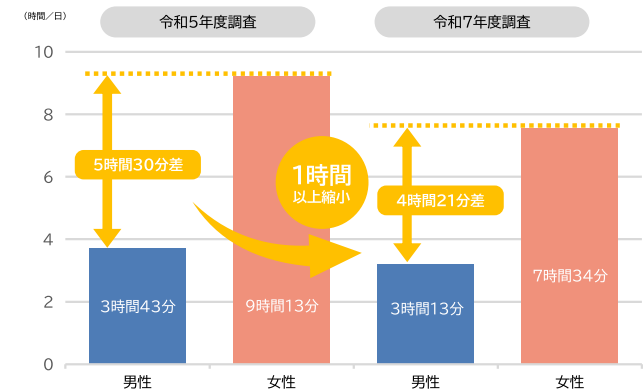 （時間／日）
令和5年度調査
令和7年度調査
10
8
6
4
2
0
5時間30分差
1時間
以上縮小
4時間21分差
3時間43分
9時間13分
3時間13分
7時間34分
男性
女性
男性
女性